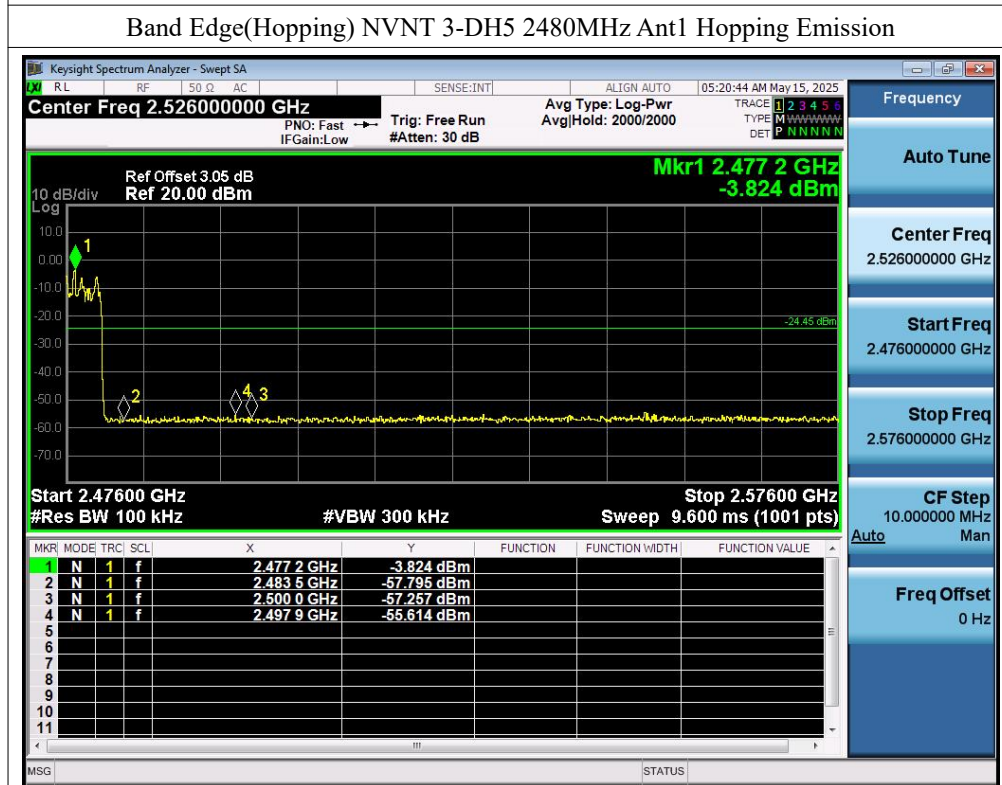 Band Edge(Hopping) NVNT 3-DH5 2480MHz Ant1 Hopping Emission
Keysight Spectrum Analyzer - Swept SA
LXI RL RF 50 Ω AC SENSE:INT ALIGN AUTO 05:20:44 AM May 15, 2025
Center Freq 2.526000000 GHz
PNO: Fast
IFGain:Low
Trig: Free Run
#Atten: 30 dB
Avg Type: Log-Pwr
Avg|Hold: 2000/2000
TRACE 1 2 3 4 5 6
TYPE M W W W W W
DET P N N N N N
Mkr1 2.477 2 GHz
-3.824 dBm
Ref Offset 3.05 dB
10 dB/div Ref 20.00 dBm
Log
10.0
0.00
-10.0
-20.0
-30.0
-40.0
-50.0
-60.0
-70.0
1
2
4
3
-24.45 dBm
Start 2.47600 GHz Stop 2.57600 GHz
#Res BW 100 kHz #VBW 300 kHz Sweep 9.600 ms (1001 pts)
MKR MODE TRC SCL X Y FUNCTION FUNCTION WIDTH FUNCTION VALUE
1 N 1 f 2.477 2 GHz -3.824 dBm
2 N 1 f 2.483 5 GHz -57.795 dBm
3 N 1 f 2.500 0 GHz -57.257 dBm
4 N 1 f 2.497 9 GHz -55.614 dBm
5
6
7
8
9
10
11
MSG STATUS
Frequency
Auto Tune
Center Freq
2.526000000 GHz
Start Freq
2.476000000 GHz
Stop Freq
2.576000000 GHz
CF Step
10.000000 MHz
Auto Man
Freq Offset
0 Hz